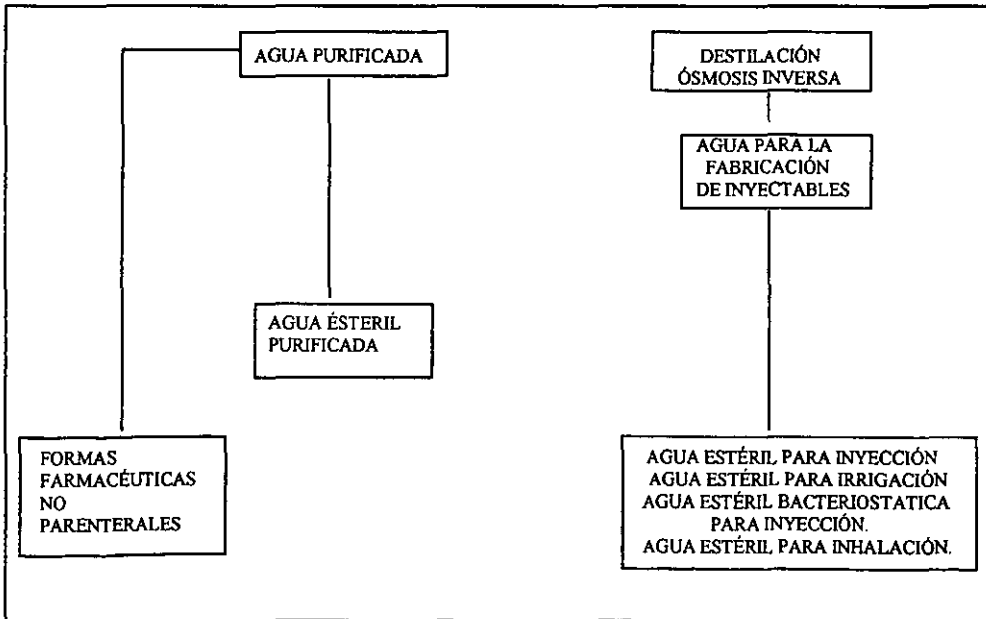 AGUA PURIFICADA
DESTILACIÓN
ÓSMOSIS INVERSA
AGUA PARA LA
FABRICACIÓN
DE INYECTABLES
AGUA ÉSTERIL
PURIFICADA
FORMAS
FARMACÉUTICAS
NO
PARENTERALES
AGUA ESTÉRIL PARA INYECCIÓN
AGUA ESTÉRIL PARA IRRIGACIÓN
AGUA ESTÉRIL BACTERIOSTATICA
PARA INYECCIÓN.
AGUA ESTÉRIL PARA INHALACIÓN.